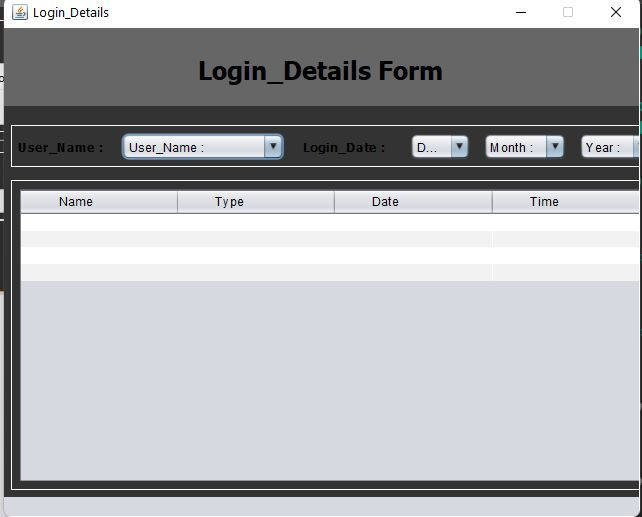 Login_Details
Login_Details Form
User_Name : User_Name : Login_Date : D... Month : Year :
Name Type Date Time